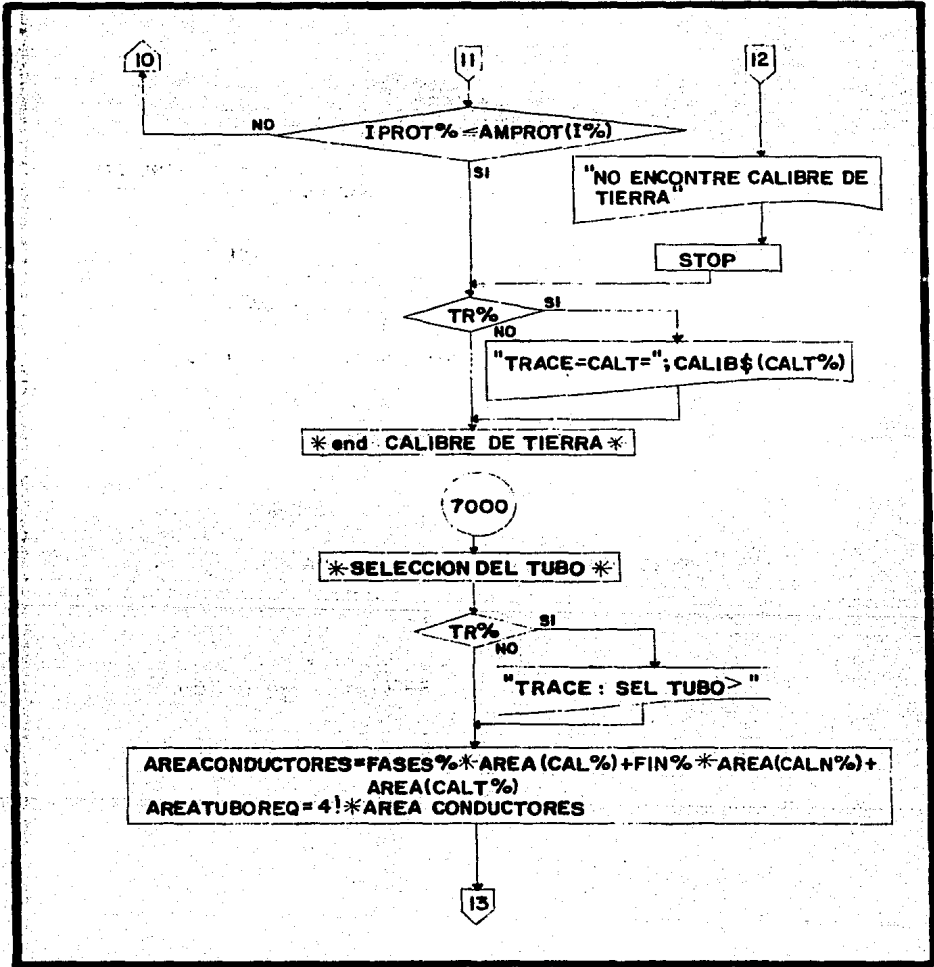 10
11
12
NO
IPROT%≤AMPROT(I%)
SI
"NO ENCONTRE CALIBRE DE
TIERRA"
STOP
TR%
SI
NO
"TRACE=CALT=";CALIB$(CALT%)
*end CALIBRE DE TIERRA*
7000
*SELECCION DEL TUBO*
TR%
SI
NO
"TRACE: SEL TUBO>"
AREACONDUCTORES=FASES%*AREA(CAL%)+FIN%*AREA(CALN%)+
AREA(CALT%)
AREATUBOREQ=4!*AREA CONDUCTORES
13